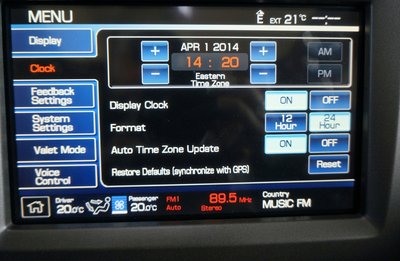 MENU
E EXT 21°C --:--
Display
Clock
Feedback
Settings
System
Settings
Valet Mode
Voice
Control
+ APR 1 2014 +
14 : 20
− Eastern −
Time Zone
AM
PM
Display Clock ON OFF
Format 12 Hour 24 Hour
Auto Time Zone Update ON OFF
Restore Defaults (synchronize with GPS) Reset
Driver
20.0°C
Passenger
20.0°C
FM1
Auto
89.5 MHz
Stereo
Country
MUSIC FM